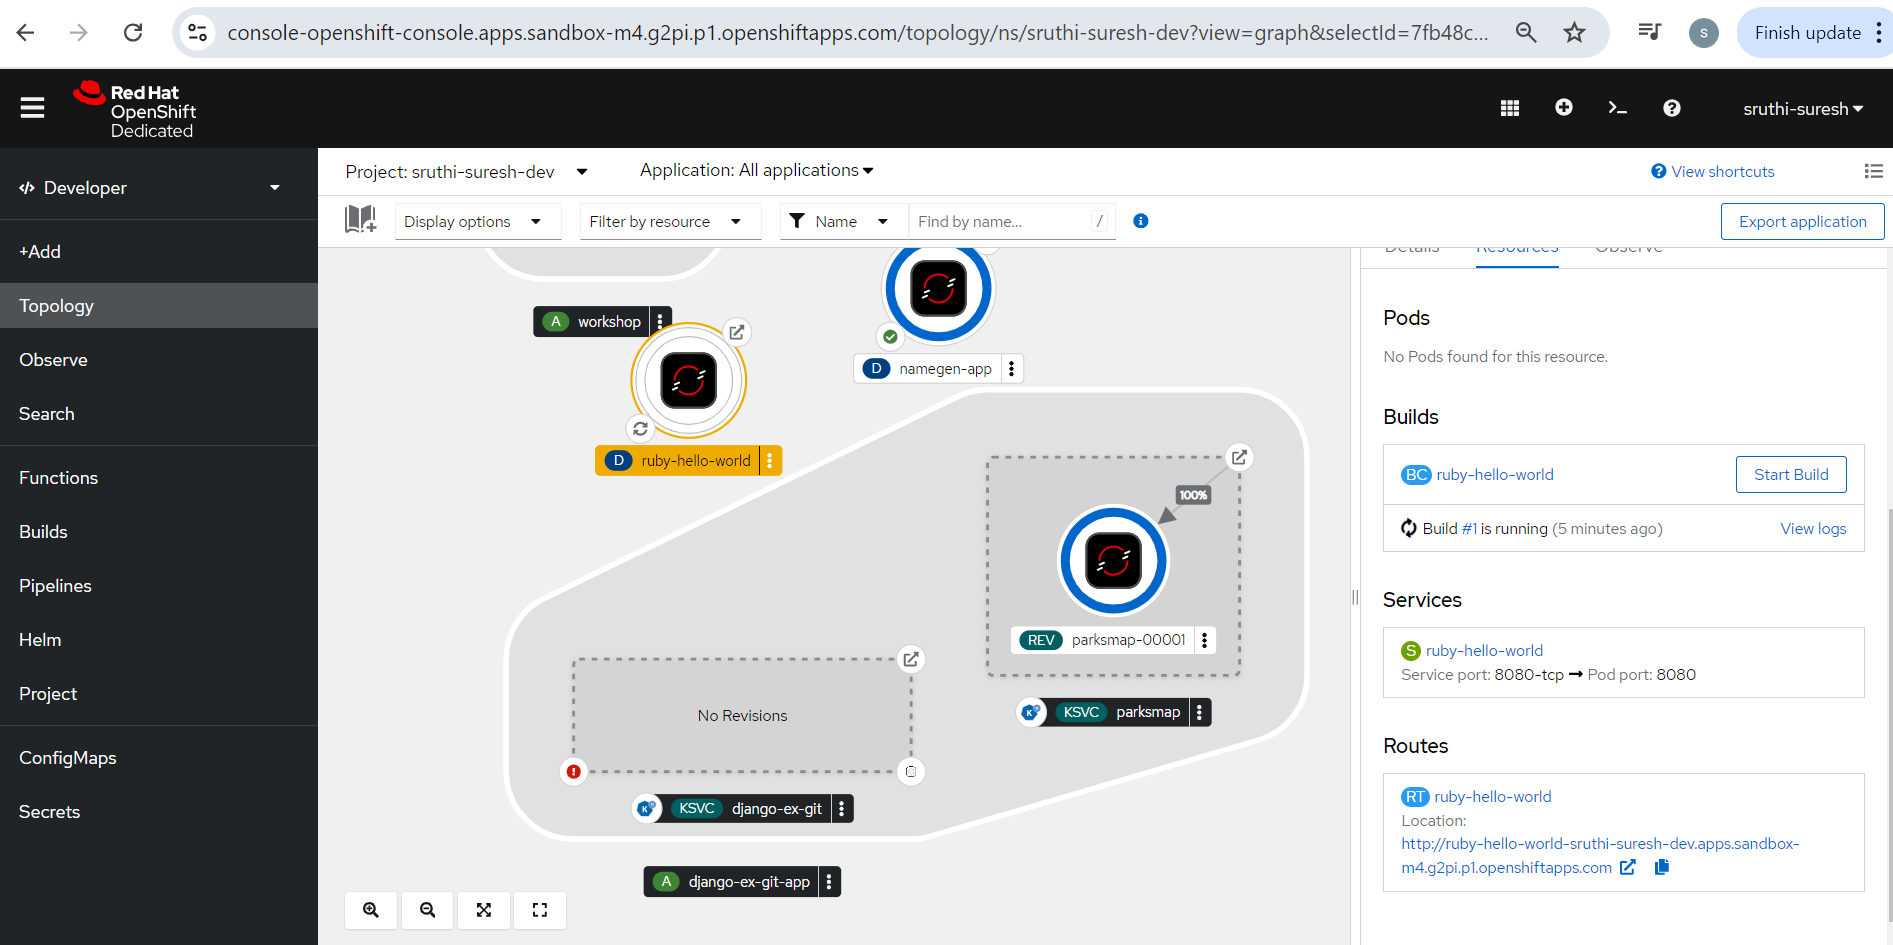 console-openshift-console.apps.sandbox-m4.g2pi.p1.openshiftapps.com/topology/ns/sruthi-suresh-dev?view=graph&selectId=7fb48c...
S
Finish update
Red Hat
OpenShift
Dedicated
sruthi-suresh
Developer
+Add
Topology
Observe
Search
Functions
Builds
Pipelines
Helm
Project
ConfigMaps
Secrets
Project: sruthi-suresh-dev
Application: All applications
View shortcuts
Display options
Filter by resource
Name
Find by name...
/
Export application
A workshop
D namegen-app
D ruby-hello-world
100%
REV parksmap-00001
KSVC parksmap
No Revisions
KSVC django-ex-git
A django-ex-git-app
Details
Resources
Observe
Pods
No Pods found for this resource.
Builds
BC ruby-hello-world
Start Build
Build #1 is running (5 minutes ago)
View logs
Services
S ruby-hello-world
Service port: 8080-tcp → Pod port: 8080
Routes
RT ruby-hello-world
Location:
http://ruby-hello-world-sruthi-suresh-dev.apps.sandbox-
m4.g2pi.p1.openshiftapps.com